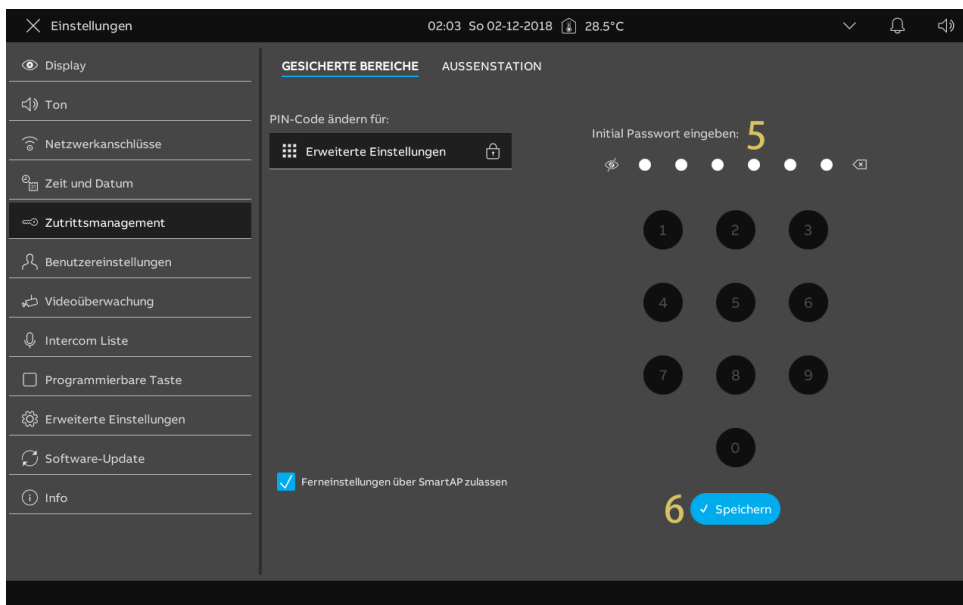 Einstellungen
02:03 So 02-12-2018 28.5°C
Display
Ton
Netzwerkanschlüsse
Zeit und Datum
Zutrittsmanagement
Benutzereinstellungen
Videoüberwachung
Intercom Liste
Programmierbare Taste
Erweiterte Einstellungen
Software-Update
Info
GESICHERTE BEREICHE AUSSENSTATION
PIN-Code ändern für:
Erweiterte Einstellungen
Ferneinstellungen über SmartAP zulassen
Initial Passwort eingeben: 5
1 2 3
4 5 6
7 8 9
0
6 Speichern